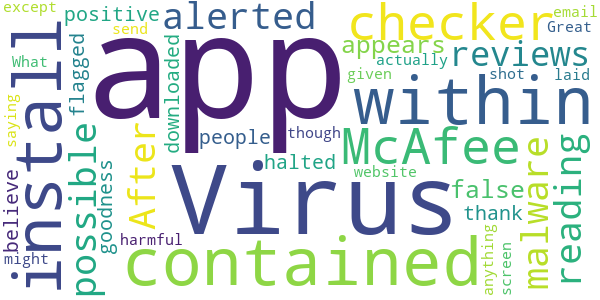 except
positive
send
alerted
checker
email
Great
What
install
app
flagged
downloaded
appears
actually
reviews
given
shot
laid
saying
possible
After
people
though
within
McAfee
halted
website
false
malware
reading
believe
goodness
Virus
thank
harmful
might
contained
anything
screen